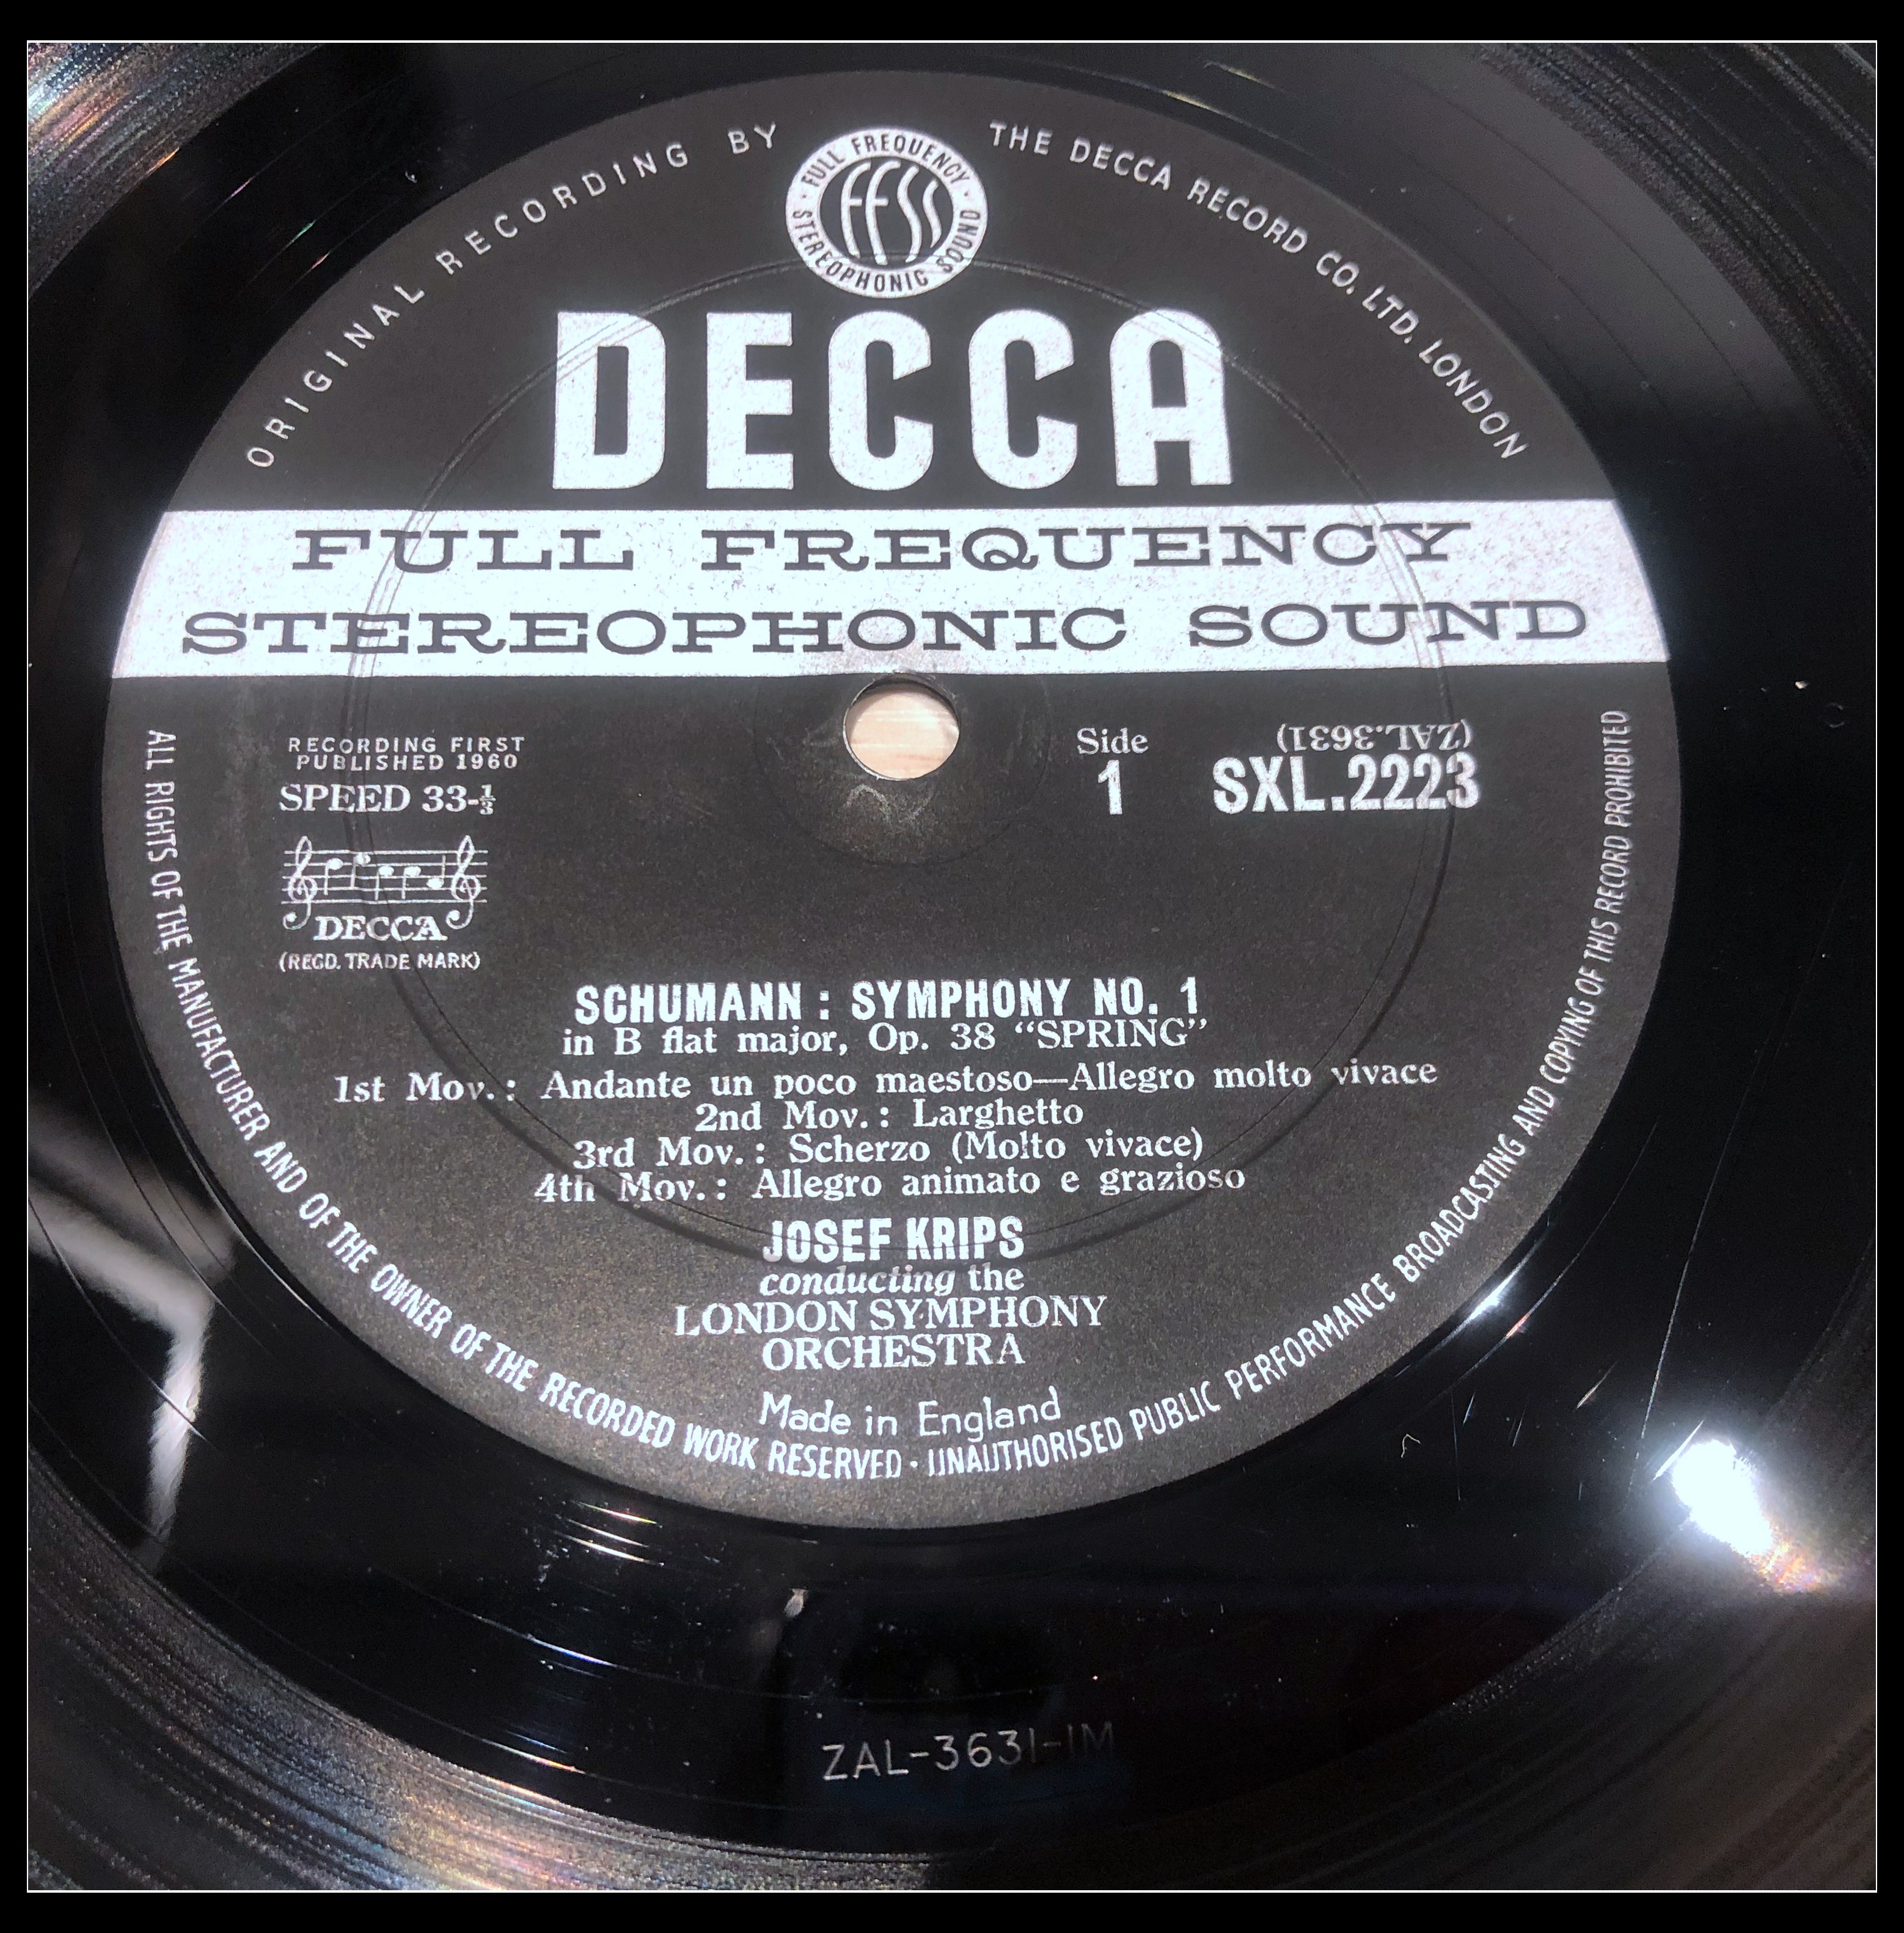 ORIGINAL RECORDING BY THE DECCA RECORD CO. LTD. LONDON
FULL FREQUENCY · STEREOPHONIC SOUND ·
FFSS
DECCA
FULL FREQUENCY
STEREOPHONIC SOUND
RECORDING FIRST
PUBLISHED 1960
SPEED 33-⅓
DECCA
(REGD. TRADE MARK)
Side
1
(ZAL.3631)
SXL.2223
SCHUMANN : SYMPHONY NO. 1
in B flat major, Op. 38 “SPRING”
1st Mov. : Andante un poco maestoso—Allegro molto vivace
2nd Mov. : Larghetto
3rd Mov. : Scherzo (Molto vivace)
4th Mov. : Allegro animato e grazioso
JOSEF KRIPS
conducting the
LONDON SYMPHONY
ORCHESTRA
Made in England
ALL RIGHTS OF THE MANUFACTURER AND OF THE OWNER OF THE RECORDED WORK RESERVED · UNAUTHORISED PUBLIC PERFORMANCE BROADCASTING AND COPYING OF THIS RECORD PROHIBITED
ZAL-3631-1M